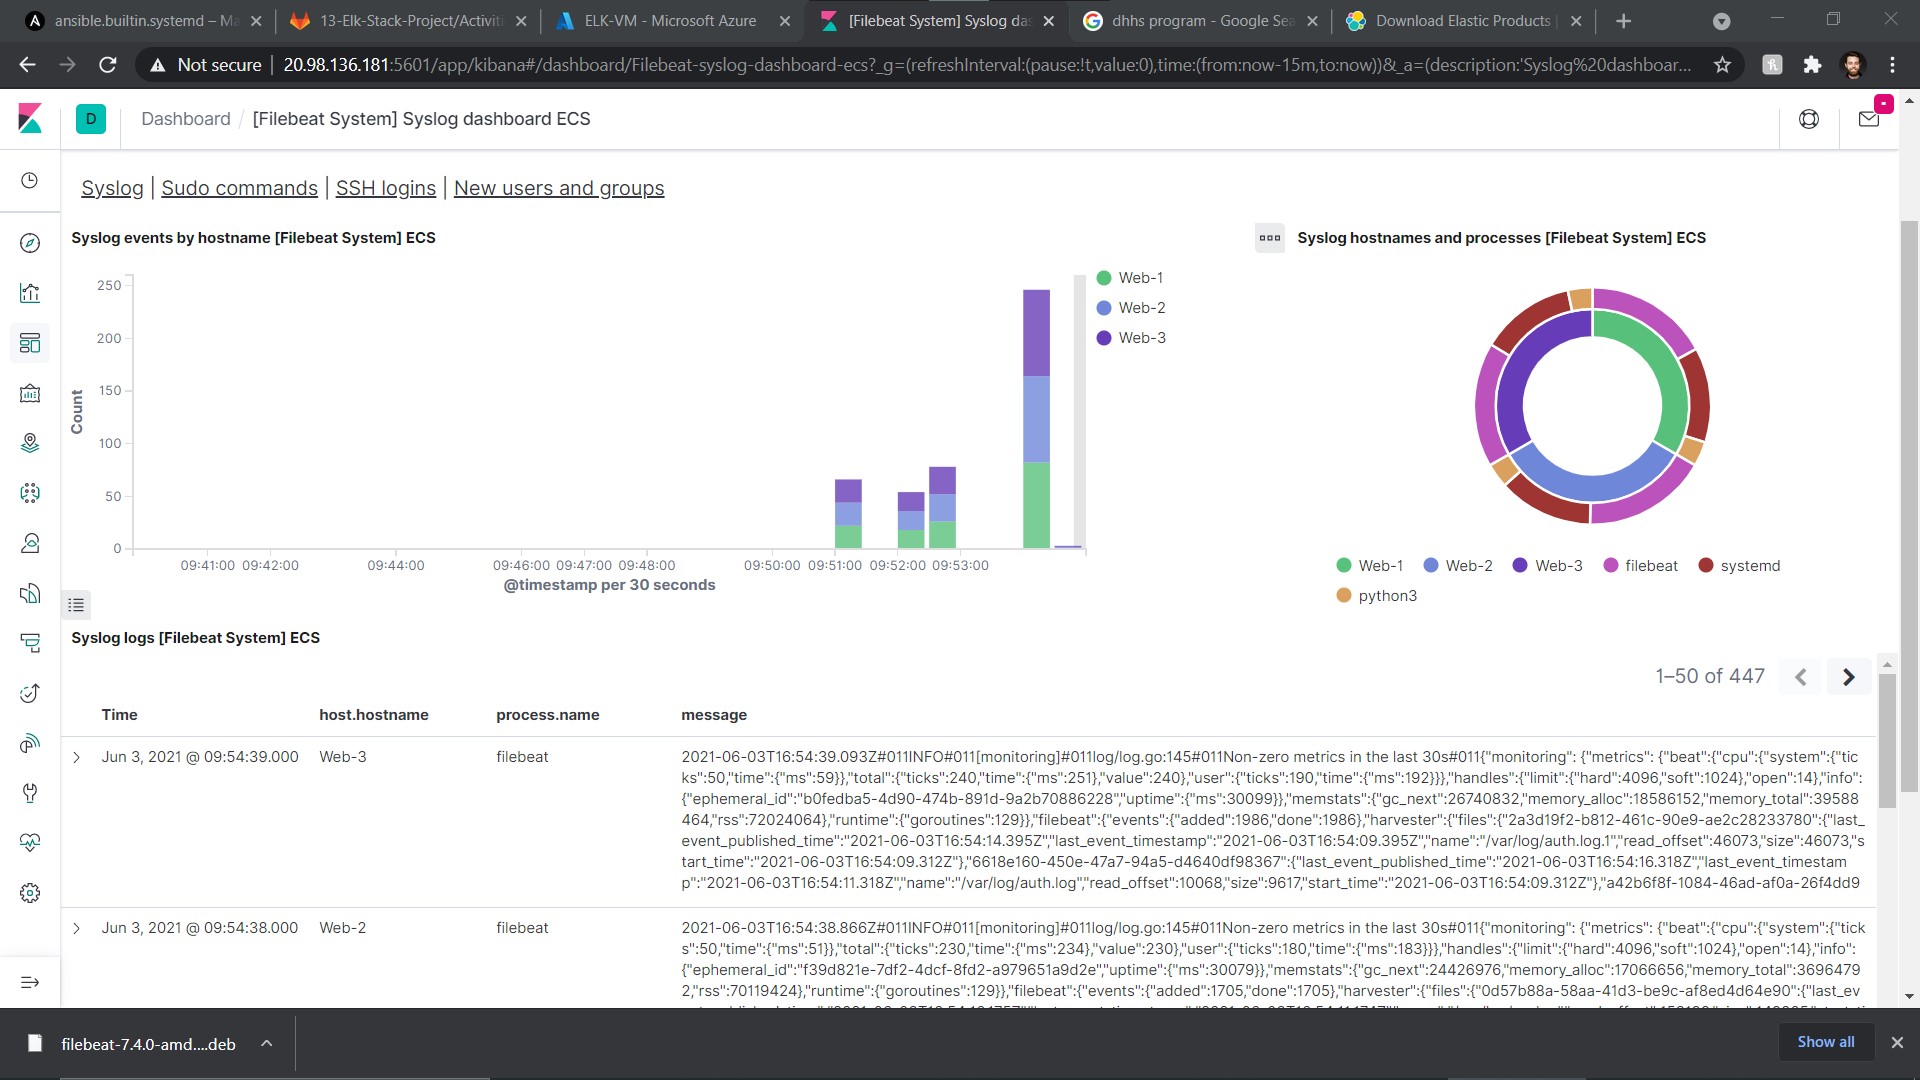 ansible.builtin.systemd – Ma
13-Elk-Stack-Project/Activiti
ELK-VM - Microsoft Azure
[Filebeat System] Syslog das
dhhs program - Google Sea
Download Elastic Products |
Not secure
20.98.136.181:5601/app/kibana#/dashboard/Filebeat-syslog-dashboard-ecs?_g=(refreshInterval:(pause:!t,value:0),time:(from:now-15m,to:now))&_a=(description:'Syslog%20dashboar...
D
Dashboard / [Filebeat System] Syslog dashboard ECS
Syslog | Sudo commands | SSH logins | New users and groups
Syslog events by hostname [Filebeat System] ECS
250
200
150
100
50
0
Count
09:41:00 09:42:00 09:44:00 09:46:00 09:47:00 09:48:00 09:50:00 09:51:00 09:52:00 09:53:00
@timestamp per 30 seconds
Web-1
Web-2
Web-3
Syslog hostnames and processes [Filebeat System] ECS
Web-1 Web-2 Web-3 filebeat systemd
python3
Syslog logs [Filebeat System] ECS
1–50 of 447
Time host.hostname process.name message
Jun 3, 2021 @ 09:54:39.000 Web-3 filebeat 2021-06-03T16:54:39.093Z#011INFO#011[monitoring]#011log/log.go:145#011Non-zero metrics in the last 30s#011{"monitoring": {"metrics": {"beat":{"cpu":{"system":{"tic
ks":50,"time":{"ms":59}},"total":{"ticks":240,"time":{"ms":251},"value":240},"user":{"ticks":190,"time":{"ms":192}}},"handles":{"limit":{"hard":4096,"soft":1024},"open":14},"info":
{"ephemeral_id":"b0fedba5-4d90-474b-891d-9a2b70886228","uptime":{"ms":30099}},"memstats":{"gc_next":26740832,"memory_alloc":18586152,"memory_total":39588
464,"rss":72024064},"runtime":{"goroutines":129}},"filebeat":{"events":{"added":1986,"done":1986},"harvester":{"files":{"2a3d19f2-b812-461c-90e9-ae2c28233780":{"last_
event_published_time":"2021-06-03T16:54:14.395Z","last_event_timestamp":"2021-06-03T16:54:09.395Z","name":"/var/log/auth.log.1","read_offset":46073,"size":46073,"s
tart_time":"2021-06-03T16:54:09.312Z"},"6618e160-450e-47a7-94a5-d4640df98367":{"last_event_published_time":"2021-06-03T16:54:16.318Z","last_event_timestam
p":"2021-06-03T16:54:11.318Z","name":"/var/log/auth.log","read_offset":10068,"size":9617,"start_time":"2021-06-03T16:54:09.312Z"},"a42b6f8f-1084-46ad-af0a-26f4dd9
Jun 3, 2021 @ 09:54:38.000 Web-2 filebeat 2021-06-03T16:54:38.866Z#011INFO#011[monitoring]#011log/log.go:145#011Non-zero metrics in the last 30s#011{"monitoring": {"metrics": {"beat":{"cpu":{"system":{"tick
s":50,"time":{"ms":51}},"total":{"ticks":230,"time":{"ms":234},"value":230},"user":{"ticks":180,"time":{"ms":183}}},"handles":{"limit":{"hard":4096,"soft":1024},"open":14},"info":
{"ephemeral_id":"f39d821e-7df2-4dcf-8fd2-a979651a9d2e","uptime":{"ms":30079}},"memstats":{"gc_next":24426976,"memory_alloc":17066656,"memory_total":3696479
2,"rss":70119424},"runtime":{"goroutines":129}},"filebeat":{"events":{"added":1705,"done":1705},"harvester":{"files":{"0d57b88a-58aa-41d3-be9c-af8ed4d64e90":{"last_ev
filebeat-7.4.0-amd....deb
Show all